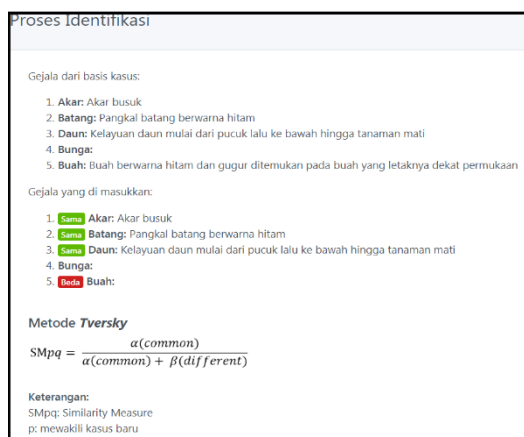 Proses Identifikasi
Gejala dari basis kasus:
1. Akar: Akar busuk
2. Batang: Pangkal batang berwarna hitam
3. Daun: Kelayuan daun mulai dari pucuk lalu ke bawah hingga tanaman mati
4. Bunga:
5. Buah: Buah berwarna hitam dan gugur ditemukan pada buah yang letaknya dekat permukaan
Gejala yang di masukkan:
1. Sama Akar: Akar busuk
2. Sama Batang: Pangkal batang berwarna hitam
3. Sama Daun: Kelayuan daun mulai dari pucuk lalu ke bawah hingga tanaman mati
4. Bunga:
5. Beda Buah:
Metode Tversky
SMpq = α(common) / α(common) + β(different)
Keterangan:
SMpq: Similarity Measure
p: mewakili kasus baru